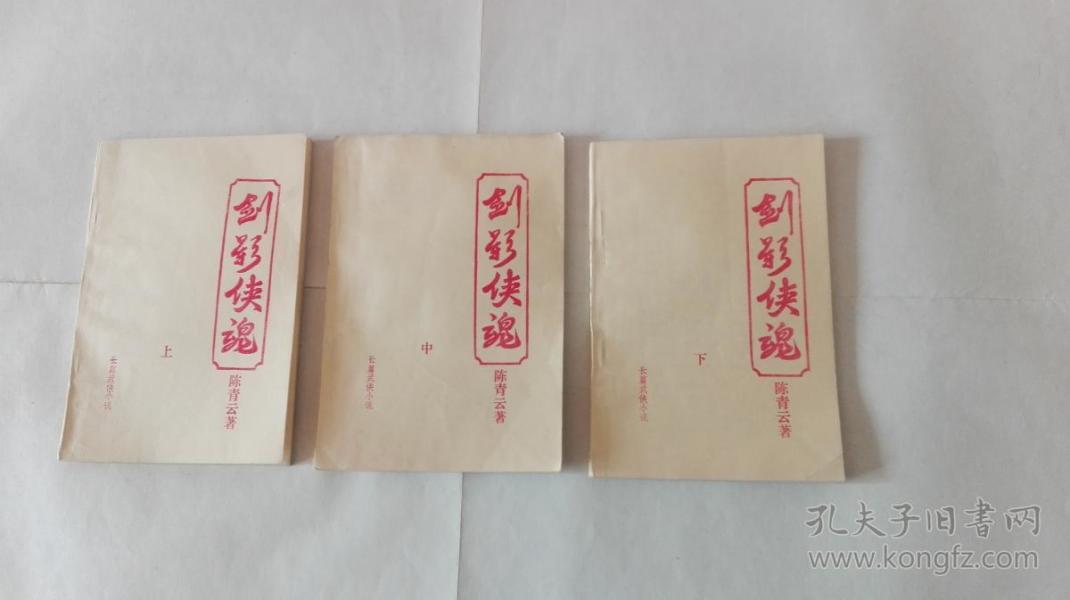 剑影侠魂
陈青云著
上
长篇武侠小说
剑影侠魂
陈青云著
中
长篇武侠小说
剑影侠魂
陈青云著
下
长篇武侠小说
孔夫子旧书网
www.kongfz.com